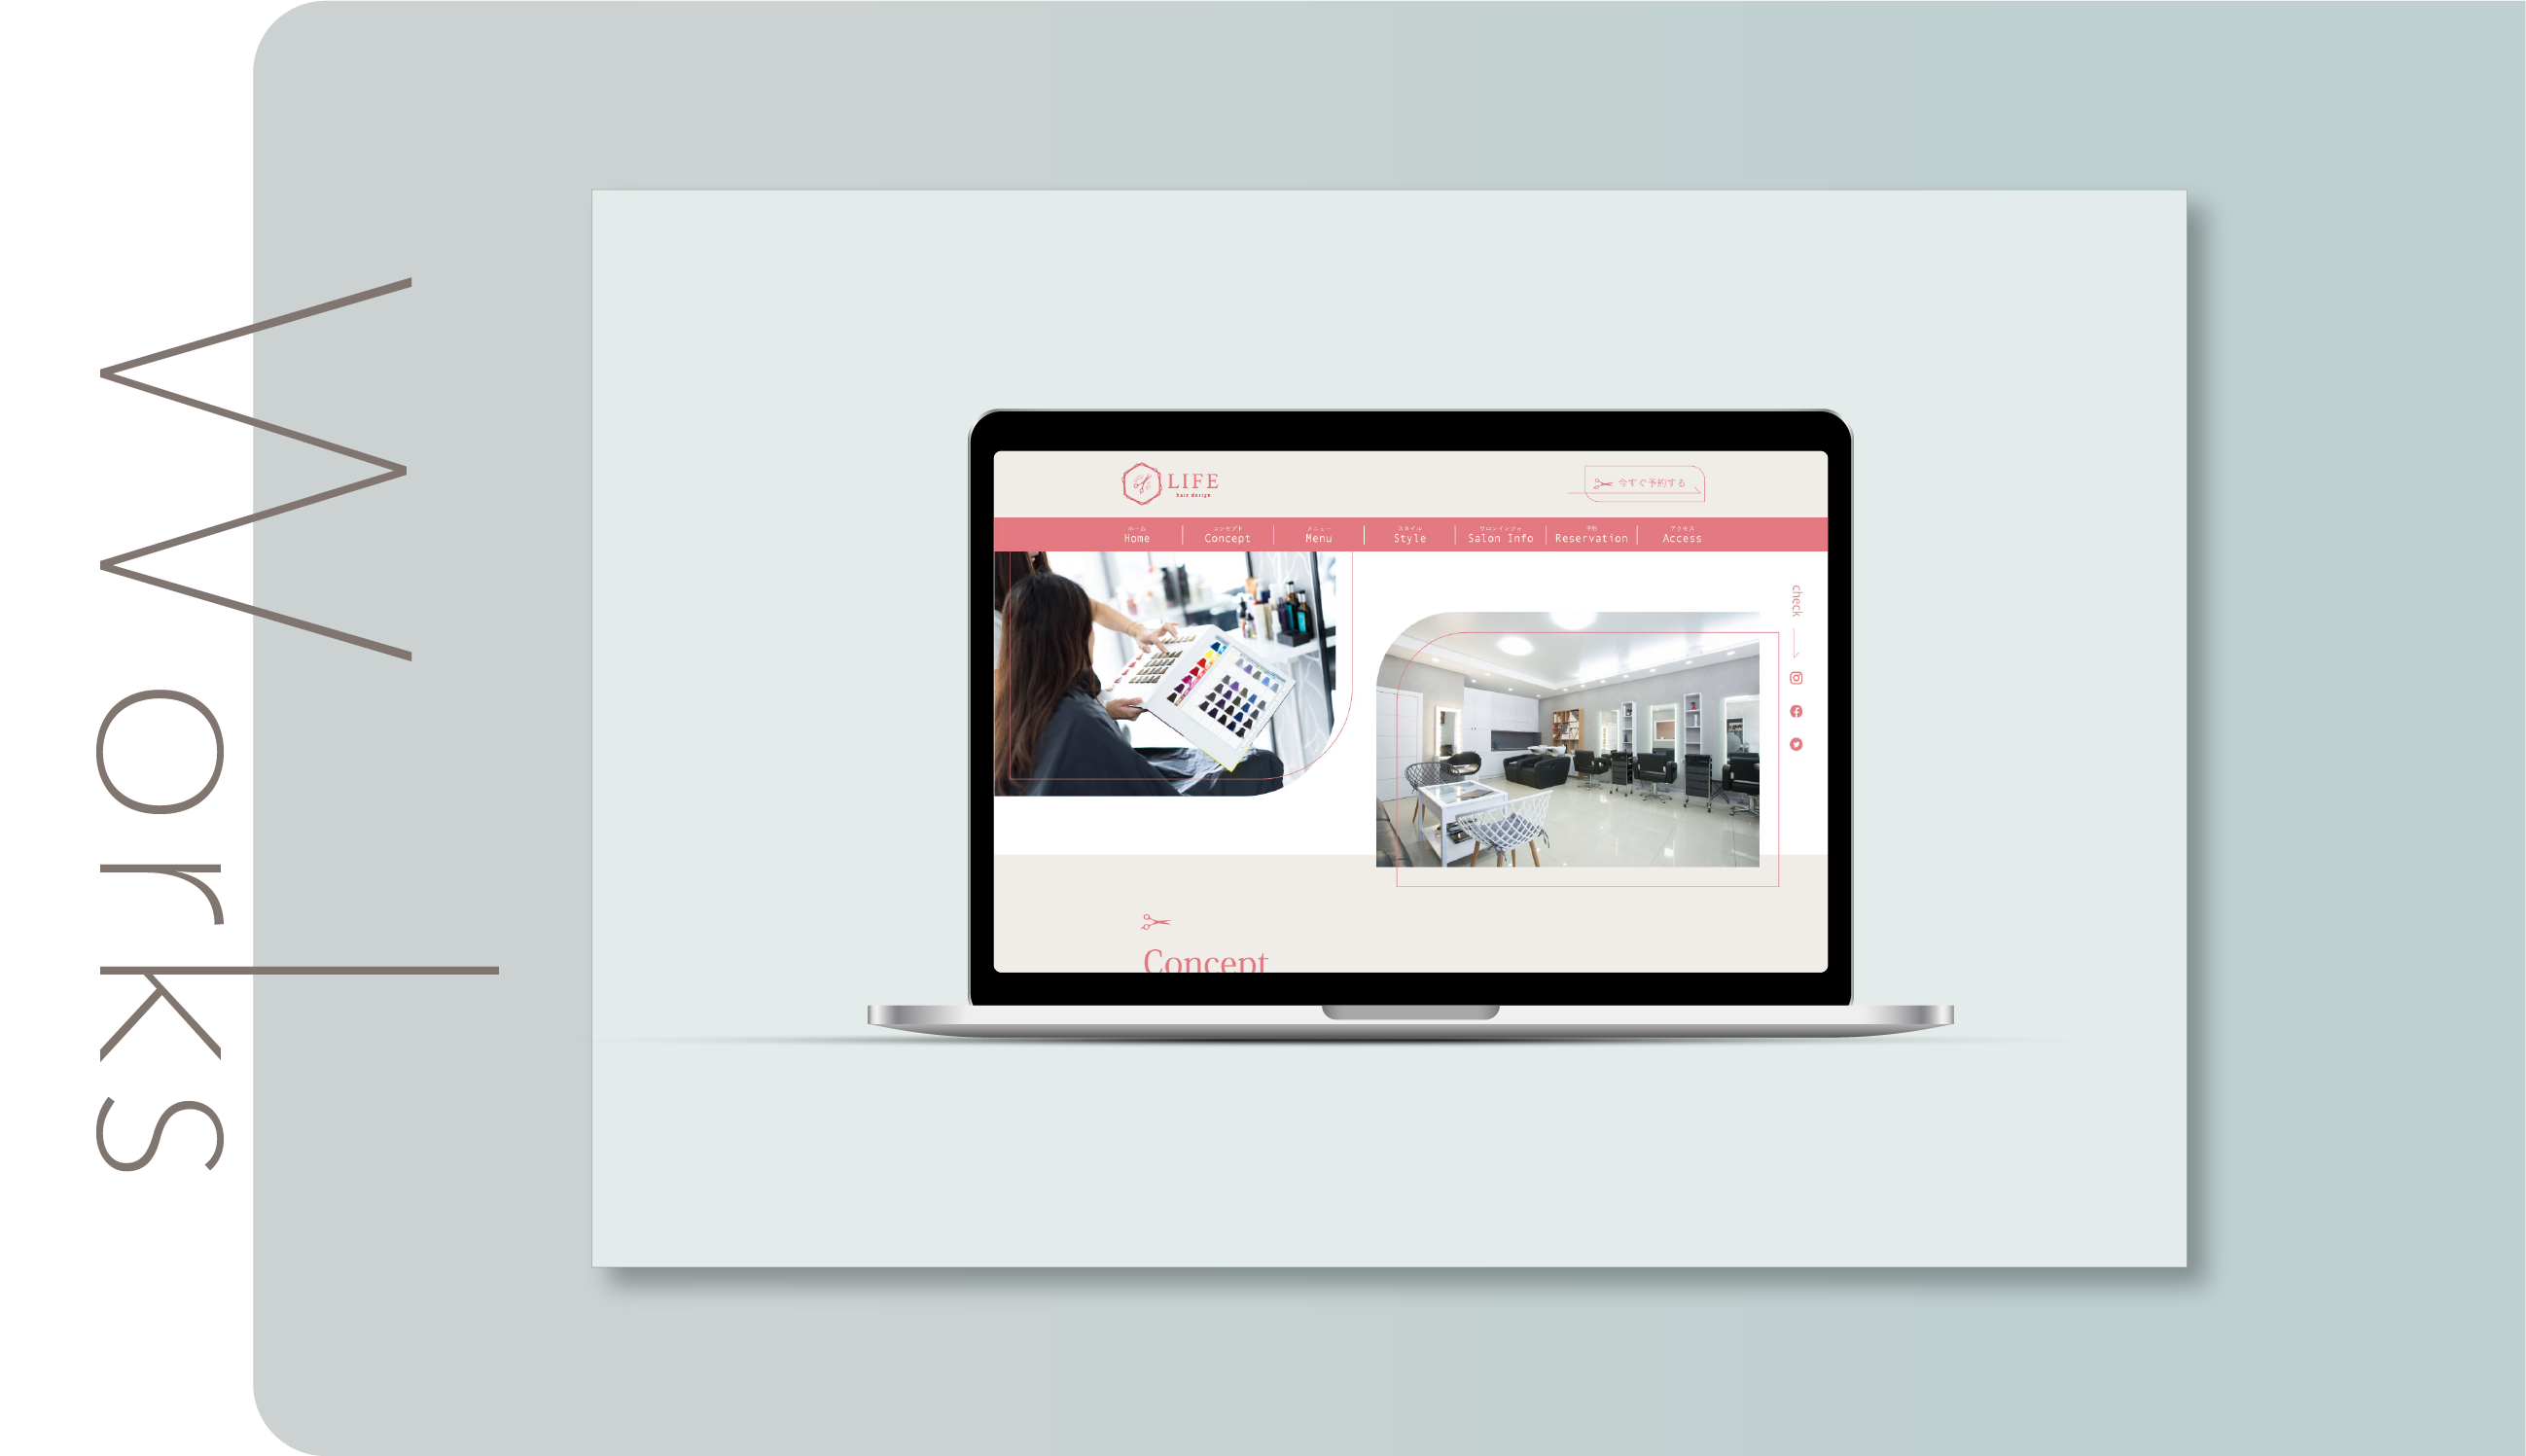 Works
LIFE
hair design
今すぐ予約する
ホーム
Home
コンセプト
Concept
メニュー
Menu
スタイル
Style
サロンインフォ
Salon Info
予約
Reservation
アクセス
Access
check
Concept